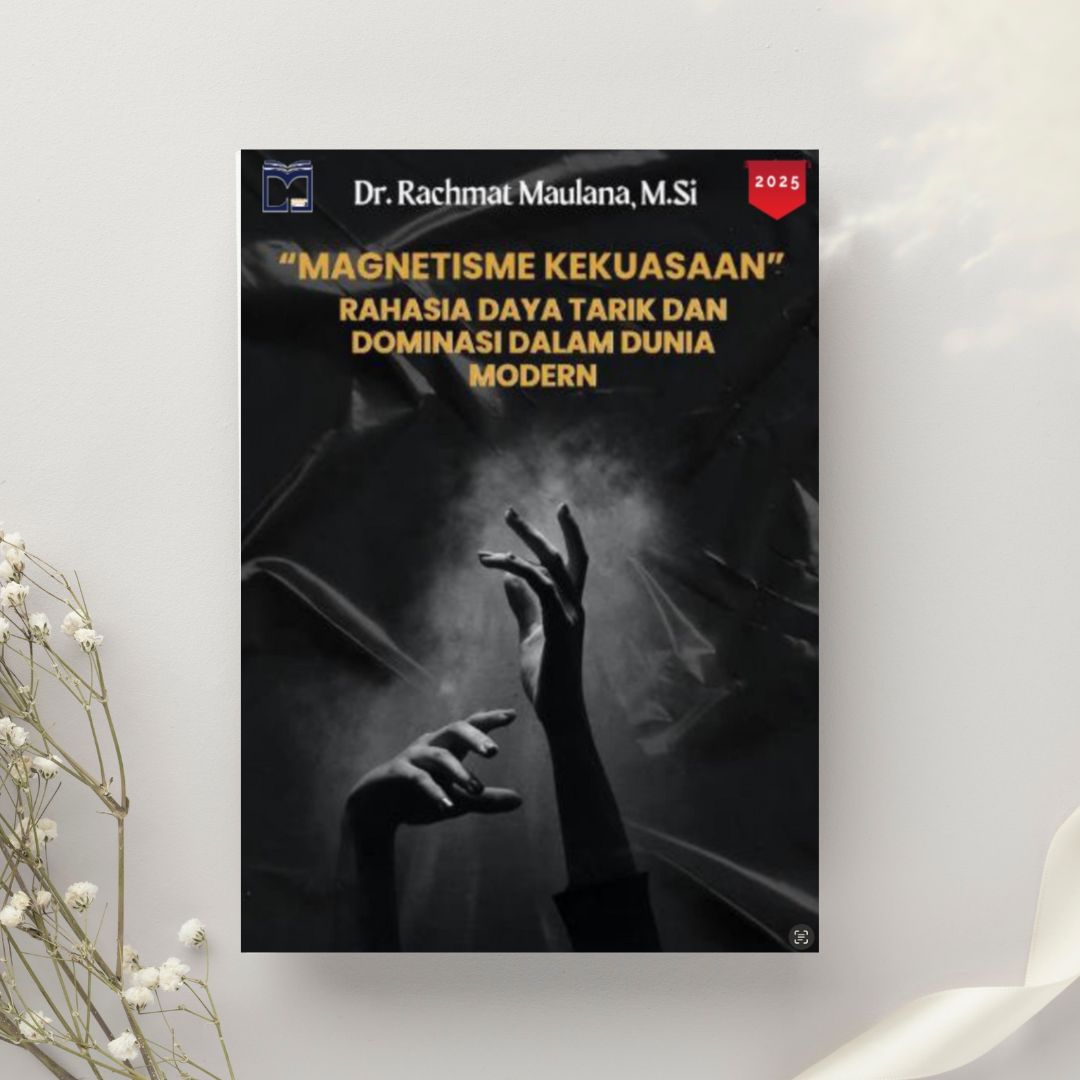 Dr. Rachmat Maulana, M.Si
2025
“MAGNETISME KEKUASAAN”
RAHASIA DAYA TARIK DAN
DOMINASI DALAM DUNIA
MODERN